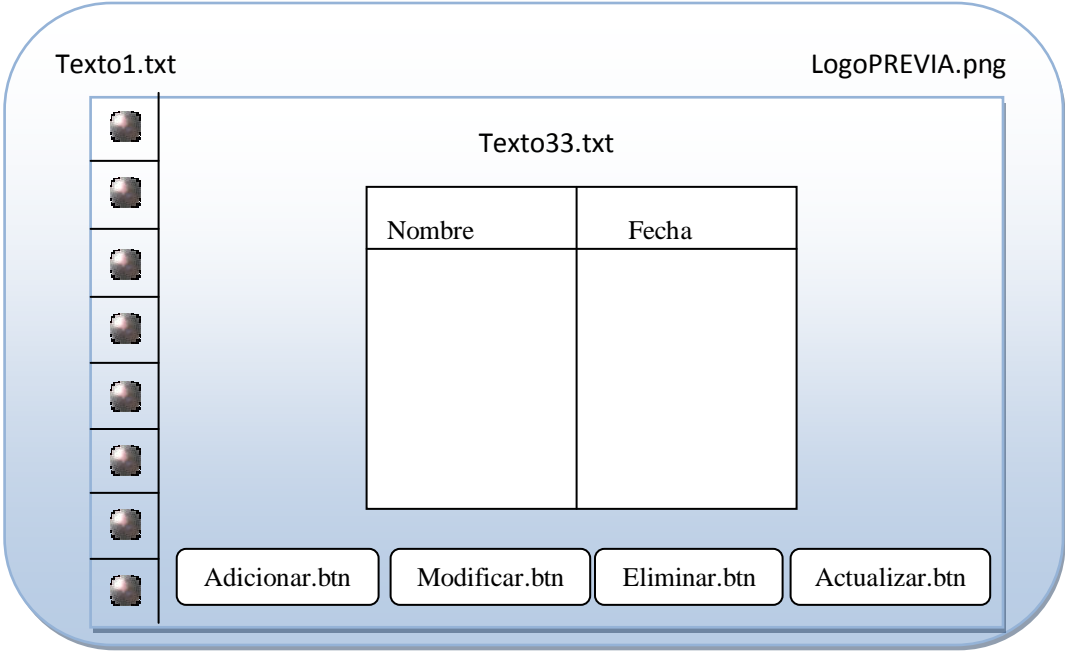 Texto1.txt LogoPREVIA.png
Texto33.txt
Nombre Fecha
Adicionar.btn Modificar.btn Eliminar.btn Actualizar.btn